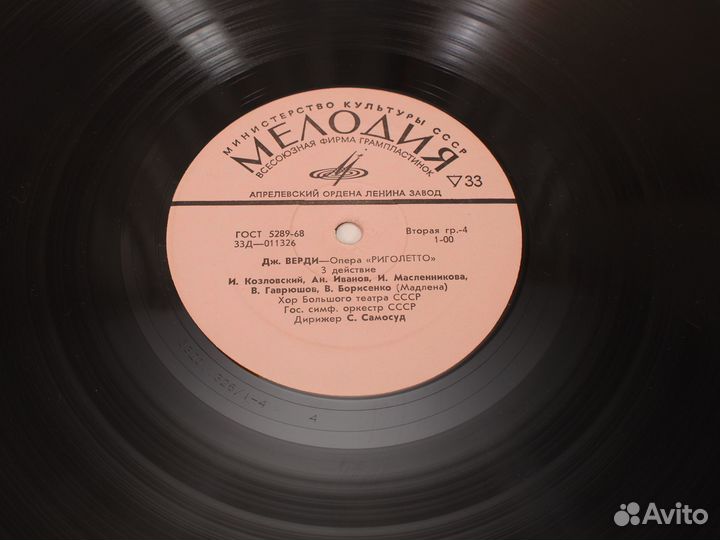 МИНИСТЕРСТВО КУЛЬТУРЫ СССР
МЕЛОДИЯ
ВСЕСОЮЗНАЯ ФИРМА ГРАМПЛАСТИНОК
▽33
АПРЕЛЕВСКИЙ ОРДЕНА ЛЕНИНА ЗАВОД
ГОСТ 5289-68 Вторая гр.-4
33Д—011326 1-00
Дж. ВЕРДИ—Опера «РИГОЛЕТТО»
3 действие
И. Козловский, Ан. Иванов, И. Масленникова,
В. Гаврюшов, В. Борисенко (Мадлена)
Хор Большого театра СССР
Гос. симф. оркестр СССР
Дирижер С. Самосуд
4
Avito